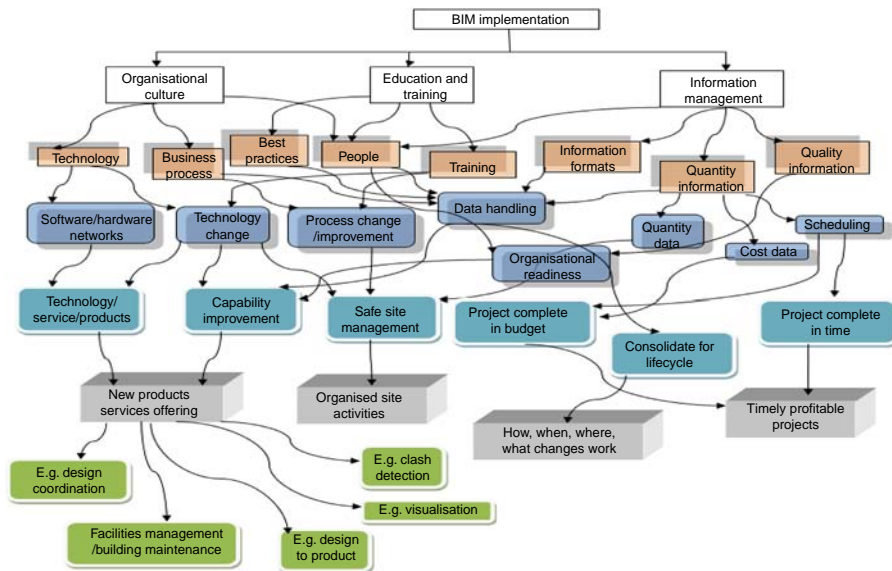 BIM implementation
Organisational
culture
Education and
training
Information
management
Technology
Business
process
Best
practices
People
Training
Information
formats
Quantity
information
Quality
information
Software/hardware
networks
Technology
change
Process change
/improvement
Data handling
Organisational
readiness
Quantity
data
Cost data
Scheduling
Technology/
service/products
Capability
improvement
Safe site
management
Project complete
in budget
Consolidate for
lifecycle
Project complete
in time
New products
services offering
Organised site
activities
How, when, where,
what changes work
Timely profitable
projects
E.g. design
coordination
Facilities management
/building maintenance
E.g. design
to product
E.g. visualisation
E.g. clash
detection